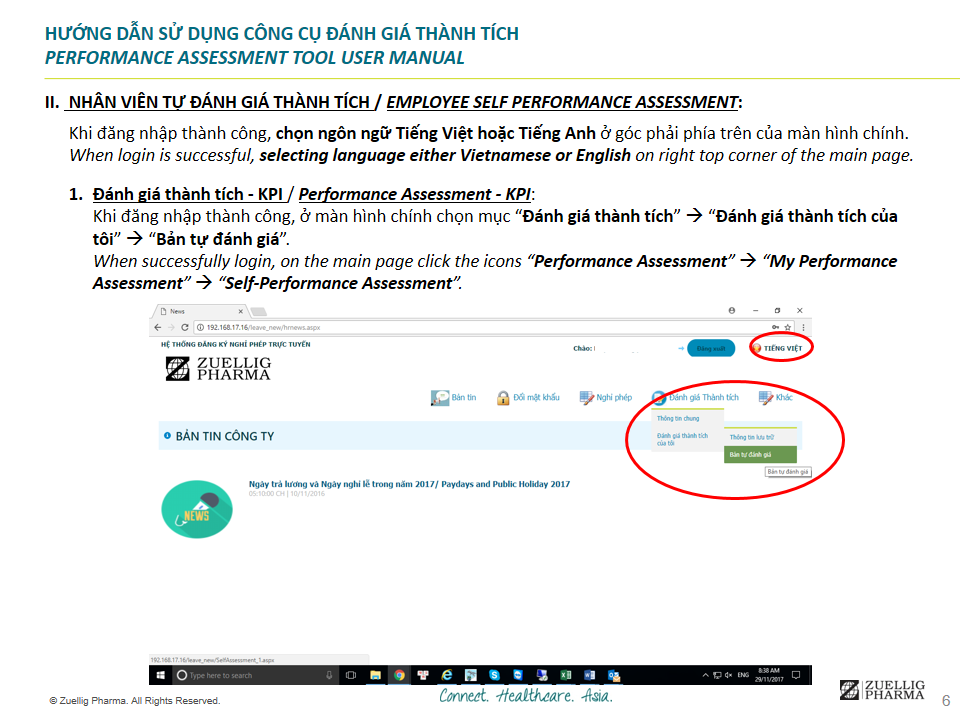 HƯỚNG DẪN SỬ DỤNG CÔNG CỤ ĐÁNH GIÁ THÀNH TÍCH
PERFORMANCE ASSESSMENT TOOL USER MANUAL
II. NHÂN VIÊN TỰ ĐÁNH GIÁ THÀNH TÍCH / EMPLOYEE SELF PERFORMANCE ASSESSMENT:
Khi đăng nhập thành công, chọn ngôn ngữ Tiếng Việt hoặc Tiếng Anh ở góc phải phía trên của màn hình chính.
When login is successful, selecting language either Vietnamese or English on right top corner of the main page.
1. Đánh giá thành tích - KPI / Performance Assessment - KPI:
Khi đăng nhập thành công, ở màn hình chính chọn mục “Đánh giá thành tích” → “Đánh giá thành tích của
tôi” → “Bản tự đánh giá”.
When successfully login, on the main page click the icons “Performance Assessment” → “My Performance
Assessment” → “Self-Performance Assessment”.
News
192.168.17.16/leave_new/hrnews.aspx
HỆ THỐNG ĐĂNG KÝ NGHỈ PHÉP TRỰC TUYẾN
Chào:
Đăng xuất
TIẾNG VIỆT
ZUELLIG
PHARMA
Bản tin
Đổi mật khẩu
Nghỉ phép
Đánh giá Thành tích
Khác
Thông tin chung
Đánh giá thành tích
của tôi
Thông tin lưu trữ
Bản tự đánh giá
Bản tự đánh giá
BẢN TIN CÔNG TY
NEWS
Ngày trả lương và Ngày nghỉ lễ trong năm 2017/ Paydays and Public Holiday 2017
05:10:00 CH | 10/11/2016
192.168.17.16/leave_new/SelfAssessment_1.aspx
Type here to search
ENG
8:38 AM
29/11/2017
© Zuellig Pharma. All Rights Reserved.
Connect. Healthcare. Asia.
ZUELLIG
PHARMA
6